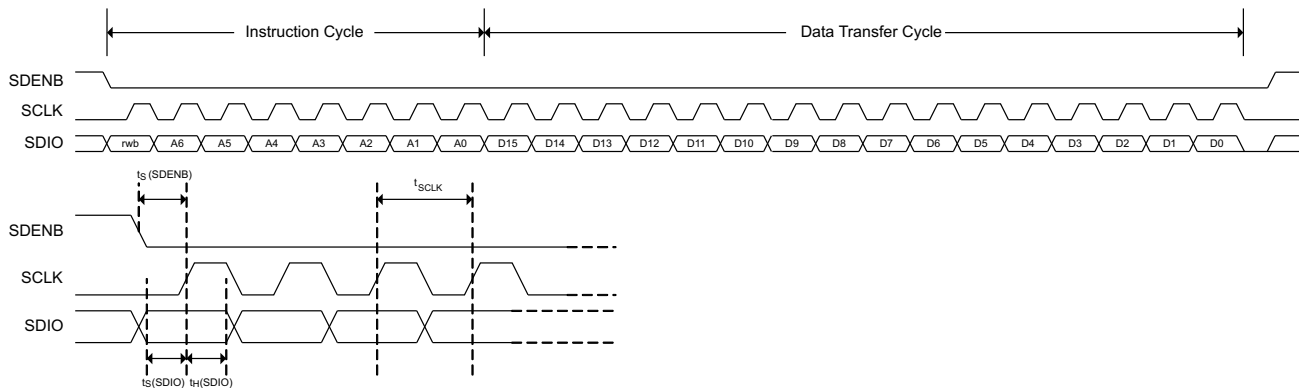 Instruction Cycle
Data Transfer Cycle
SDENB
SCLK
SDIO
rwb A6 A5 A4 A3 A2 A1 A0 D15 D14 D13 D12 D11 D10 D9 D8 D7 D6 D5 D4 D3 D2 D1 D0
tS (SDENB)
tSCLK
SDENB
SCLK
SDIO
tS(SDIO) tH(SDIO)